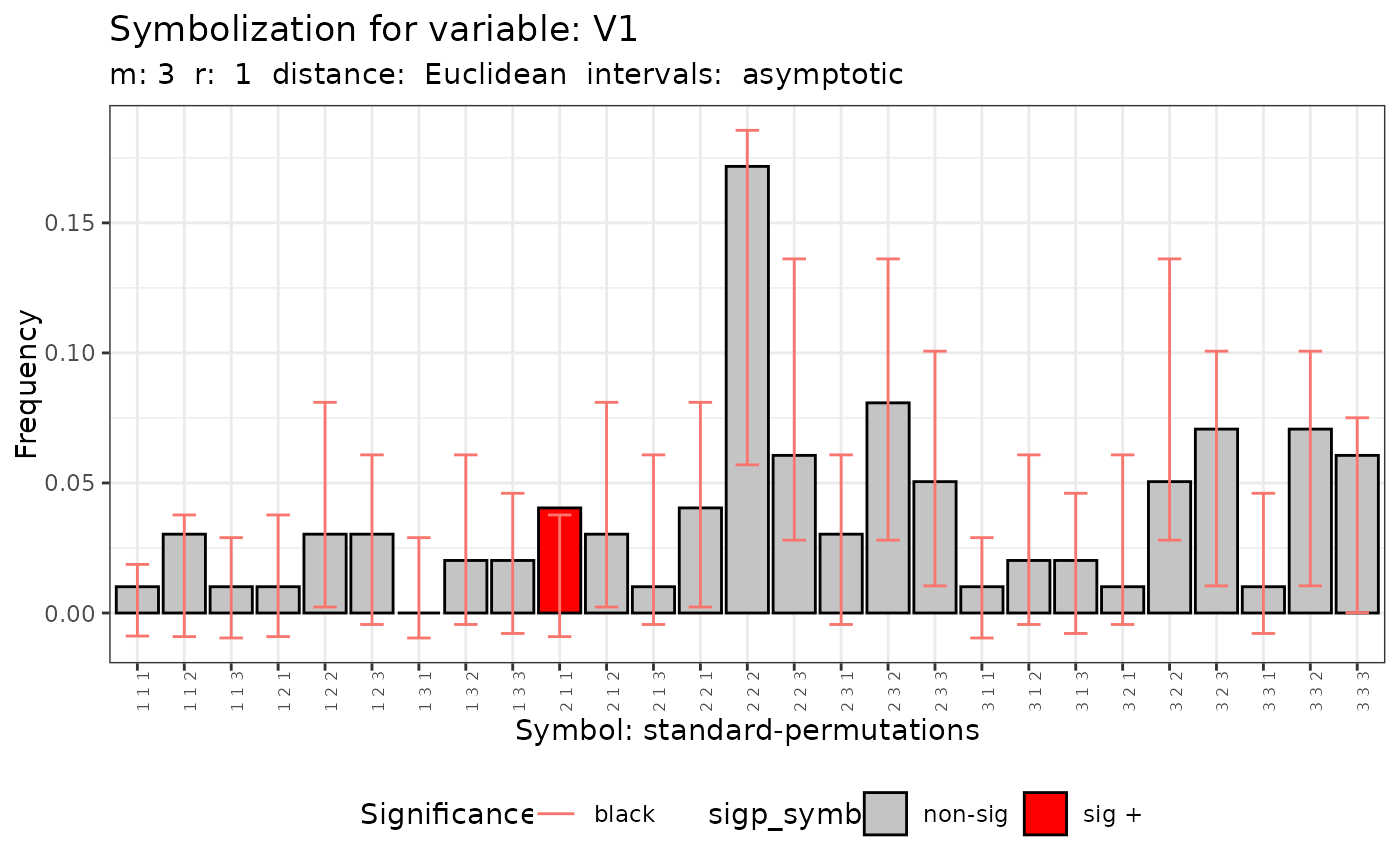 Symbolization for variable: V1
m: 3  r:  1  distance:  Euclidean  intervals:  asymptotic
Frequency
0.15
0.10
0.05
0.00
1 1 1
1 1 2
1 1 3
1 2 1
1 2 2
1 2 3
1 3 1
1 3 2
1 3 3
2 1 1
2 1 2
2 1 3
2 2 1
2 2 2
2 2 3
2 3 1
2 3 2
2 3 3
3 1 1
3 1 2
3 1 3
3 2 1
3 2 2
3 2 3
3 3 1
3 3 2
3 3 3
Symbol: standard-permutations
Significance black sigp_symb non-sig sig +